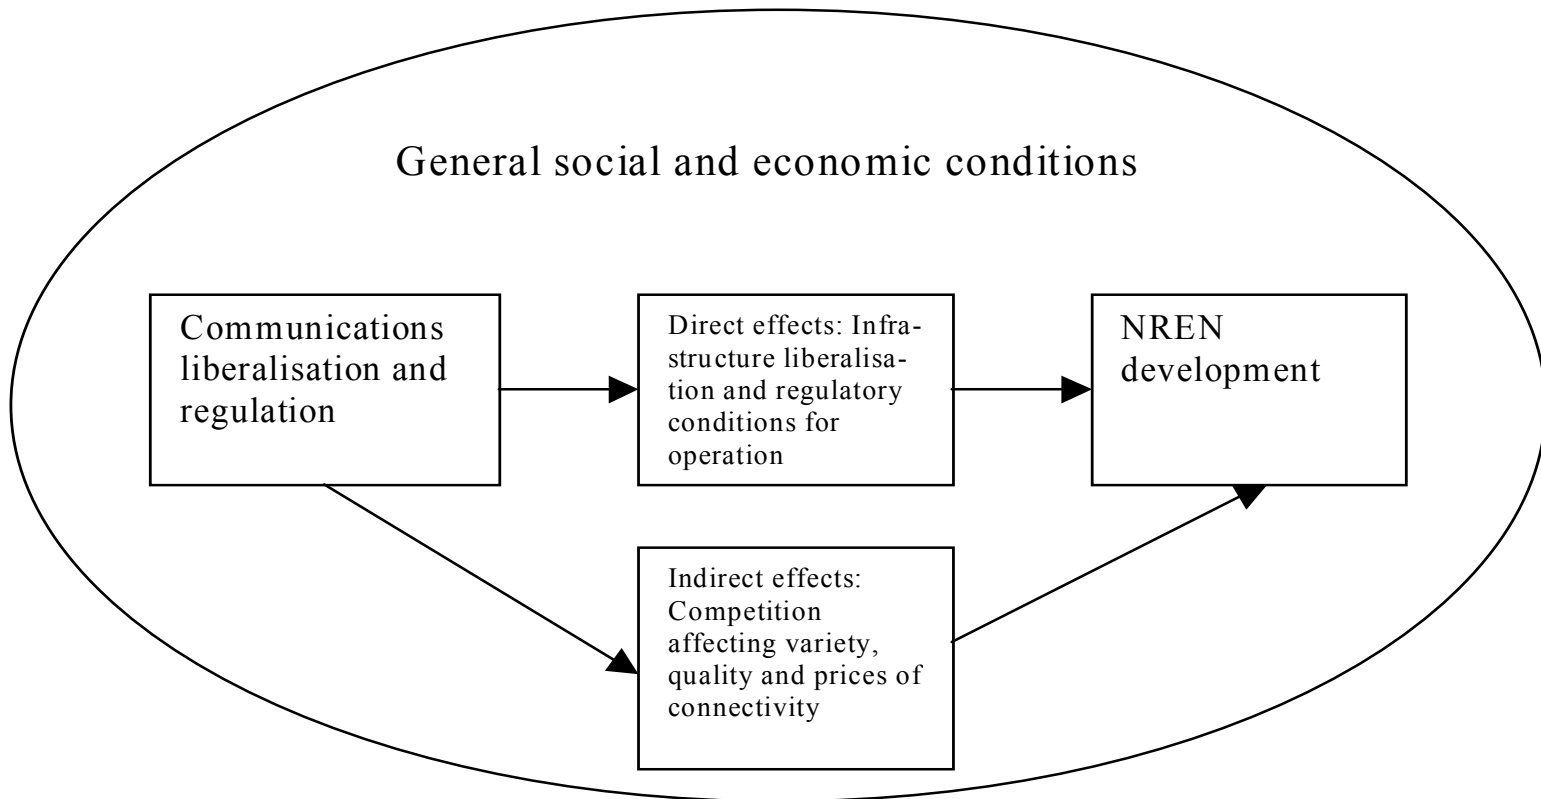 General social and economic conditions
Communications
liberalisation and
regulation
Direct effects: Infra-
structure liberalisa-
tion and regulatory
conditions for
operation
NREN
development
Indirect effects:
Competition
affecting variety,
quality and prices of
connectivity